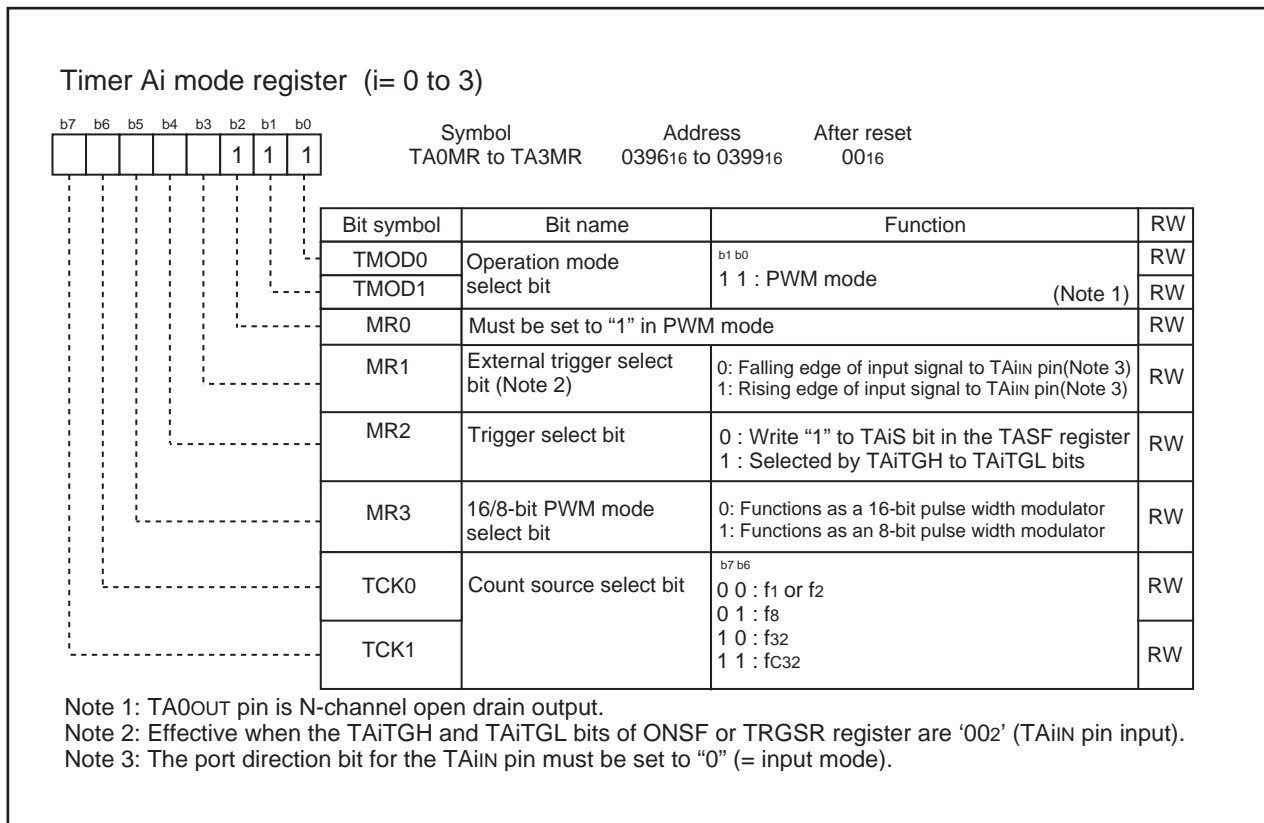 Timer Ai mode register (i= 0 to 3)
b7 b6 b5 b4 b3 b2 b1 b0
1 1 1
Symbol Address After reset
TA0MR to TA3MR 039616 to 039916 0016
Bit symbol Bit name Function RW
TMOD0 Operation mode select bit b1 b0 RW
TMOD1 1 1 : PWM mode (Note 1) RW
MR0 Must be set to “1” in PWM mode RW
MR1 External trigger select bit (Note 2) 0: Falling edge of input signal to TAiIN pin(Note 3) RW
1: Rising edge of input signal to TAiIN pin(Note 3)
MR2 Trigger select bit 0 : Write “1” to TAiS bit in the TASF register RW
1 : Selected by TAiTGH to TAiTGL bits
MR3 16/8-bit PWM mode select bit 0: Functions as a 16-bit pulse width modulator RW
1: Functions as an 8-bit pulse width modulator
TCK0 Count source select bit b7 b6 RW
0 0 : f1 or f2
0 1 : f8
TCK1 1 0 : f32 RW
1 1 : fC32
Note 1: TA0OUT pin is N-channel open drain output.
Note 2: Effective when the TAiTGH and TAiTGL bits of ONSF or TRGSR register are ‘002’ (TAiIN pin input).
Note 3: The port direction bit for the TAiIN pin must be set to “0” (= input mode).